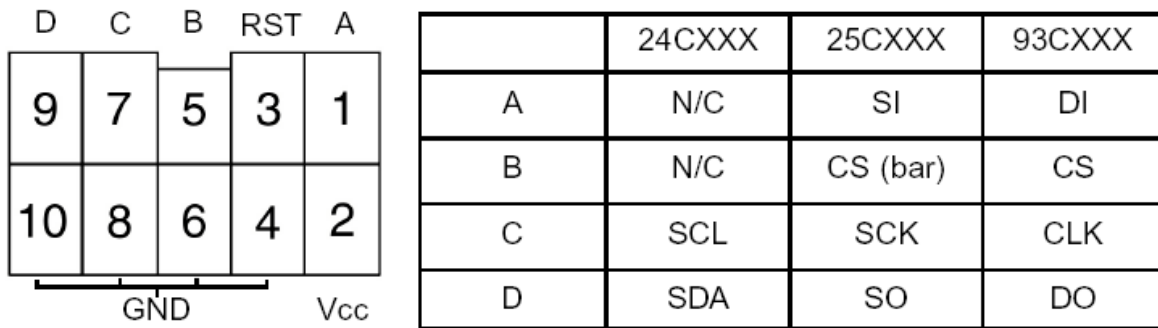 D C B RST A
9 7 5 3 1
10 8 6 4 2
GND Vcc
24CXXX 25CXXX 93CXXX
A N/C SI DI
B N/C CS (bar) CS
C SCL SCK CLK
D SDA SO DO